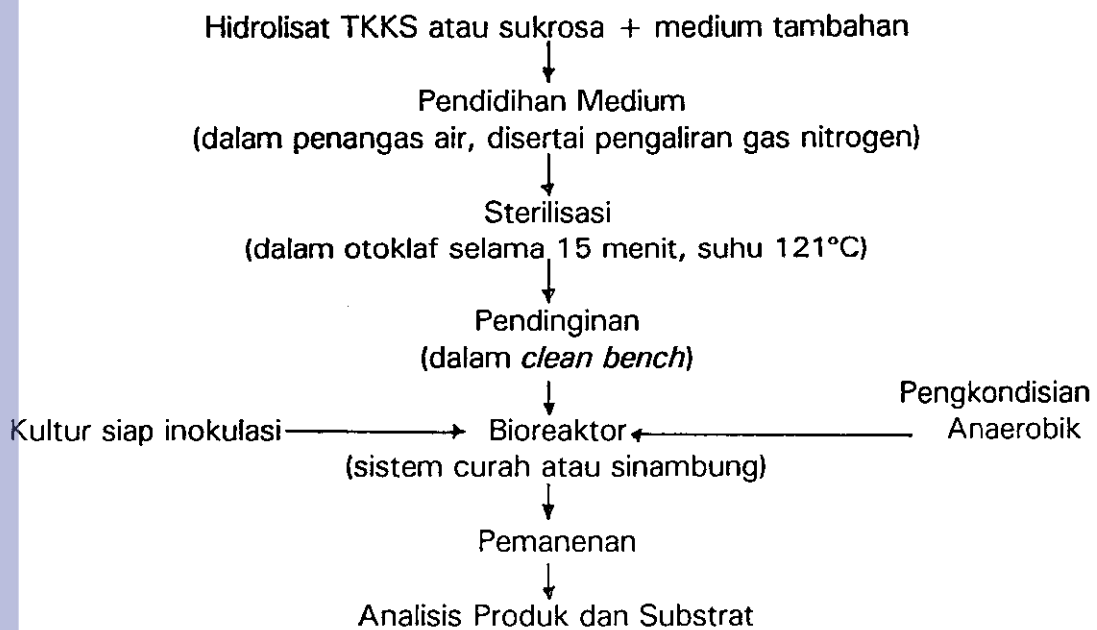 Hidrolisat TKKS atau sukrosa + medium tambahan
Pendidihan Medium
(dalam penangas air, disertai pengaliran gas nitrogen)
Sterilisasi
(dalam otoklaf selama 15 menit, suhu 121°C)
Pendinginan
(dalam clean bench)
Kultur siap inokulasi
Bioreaktor
(sistem curah atau sinambung)
Pengkondisian
Anaerobik
Pemanenan
Analisis Produk dan Substrat